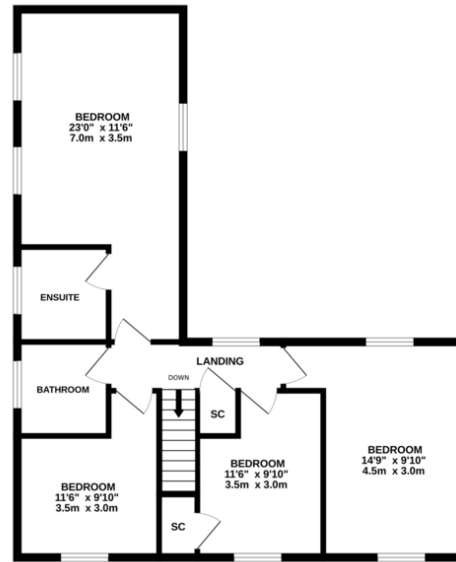 BEDROOM
23'0" x 11'6"
7.0m x 3.5m
ENSUITE
LANDING
DOWN
BATHROOM
SC
BEDROOM
14'9" x 9'10"
4.5m x 3.0m
BEDROOM
11'6" x 9'10"
3.5m x 3.0m
BEDROOM
11'6" x 9'10"
3.5m x 3.0m
SC